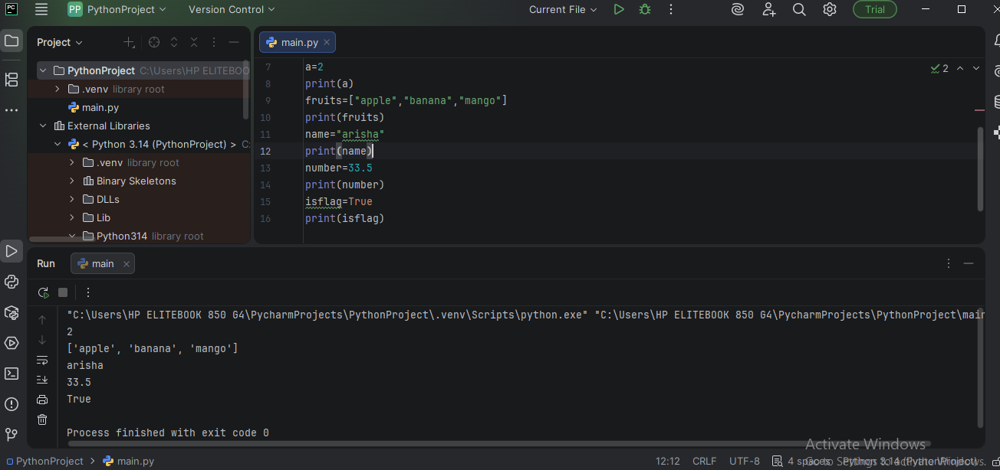 PC PP PythonProject Version Control Current File Trial
Project
main.py
PythonProject C:\Users\HP ELITEBOO
.venv library root
main.py
External Libraries
< Python 3.14 (PythonProject) > C:
.venv library root
Binary Skeletons
DLLs
Lib
Python314 library root
2
7 a=2
8 print(a)
9 fruits=["apple","banana","mango"]
10 print(fruits)
11 name="arisha"
12 print(name)
13 number=33.5
14 print(number)
15 isflag=True
16 print(isflag)
Run main
"C:\Users\HP ELITEBOOK 850 G4\PycharmProjects\PythonProject\.venv\Scripts\python.exe" "C:\Users\HP ELITEBOOK 850 G4\PycharmProjects\PythonProject\main
2
['apple', 'banana', 'mango']
arisha
33.5
True
Process finished with exit code 0
Activate Windows
Go to Settings to activate Windows.
PythonProject > main.py 12:12 CRLF UTF-8 4 spaces Python 3.14 (PythonProject)